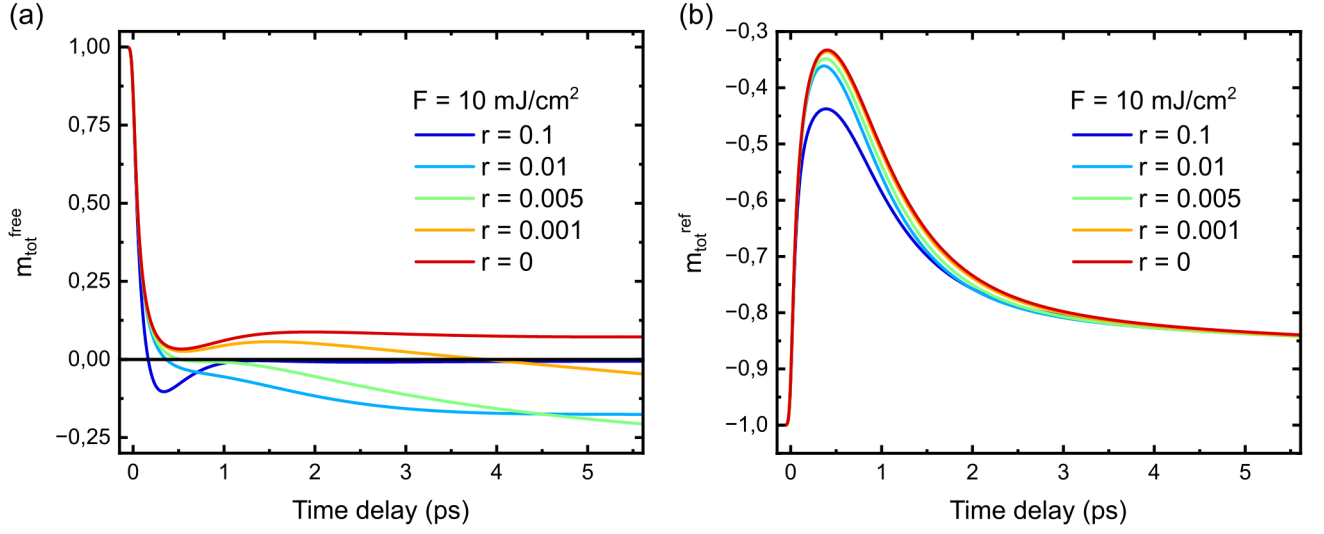 (a)
1,00
0,75
0,50
0,25
0,00
−0,25
m_tot^free
F = 10 mJ/cm²
r = 0.1
r = 0.01
r = 0.005
r = 0.001
r = 0
0 1 2 3 4 5
Time delay (ps)
(b)
−0,3
−0,4
−0,5
−0,6
−0,7
−0,8
−0,9
−1,0
m_tot^ref
F = 10 mJ/cm²
r = 0.1
r = 0.01
r = 0.005
r = 0.001
r = 0
0 1 2 3 4 5
Time delay (ps)